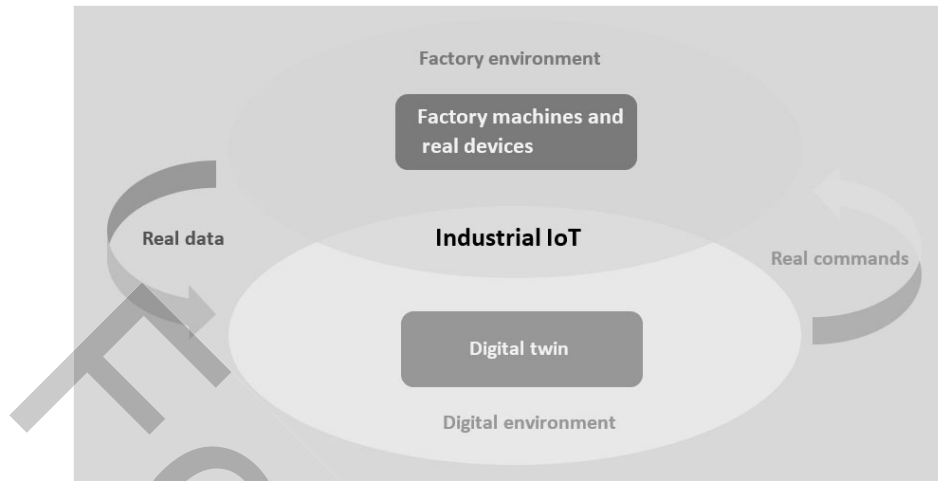 Factory environment
Factory machines and
real devices
Real data
Industrial IoT
Real commands
Digital twin
Digital environment